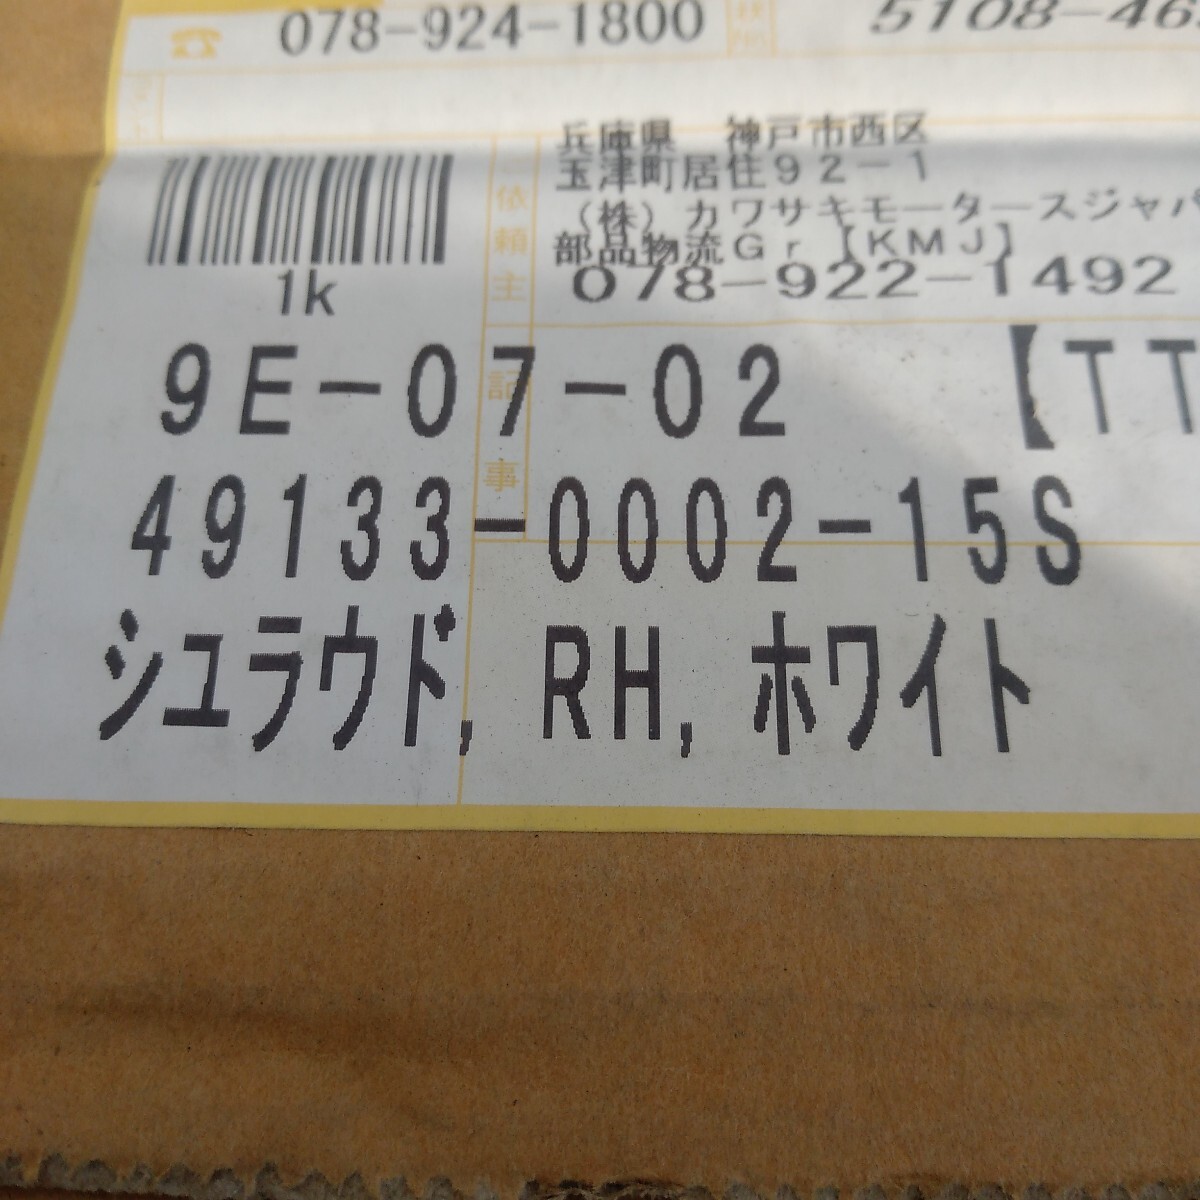 078-924-1800
5108-46
兵庫県 神戸市西区
玉津町居住92-1
(株)カワサキモータースジャパ
部品物流Gr【KMJ】
078-922-1492
依頼主
1k
記事
9E-07-02 【TT
49133-0002-15S
シュラウド, RH, ホワイト